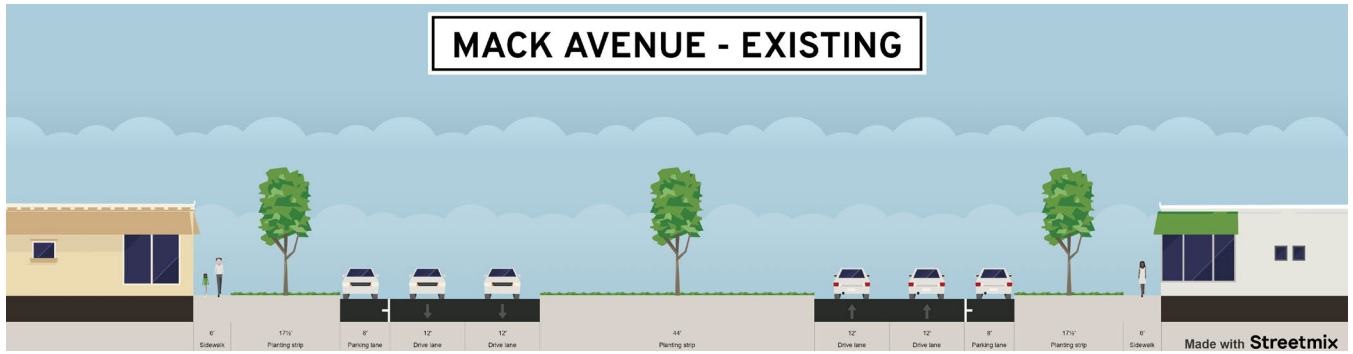 MACK AVENUE - EXISTING
6' 17½' 8' 12' 12' 44' 12' 12' 8' 17½' 6'
Sidewalk Planting strip Parking lane Drive lane Drive lane Planting strip Drive lane Drive lane Parking lane Planting strip Sidewalk
Made with Streetmix